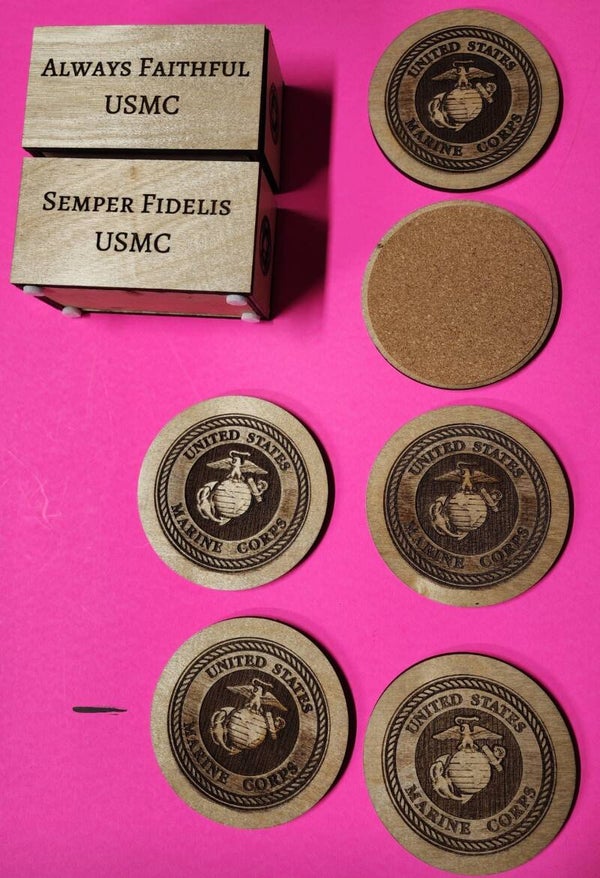 Always Faithful
USMC
Semper Fidelis
USMC
UNITED STATES
MARINE CORPS
UNITED STATES
MARINE CORPS
UNITED STATES
MARINE CORPS
UNITED STATES
MARINE CORPS
UNITED STATES
MARINE CORPS